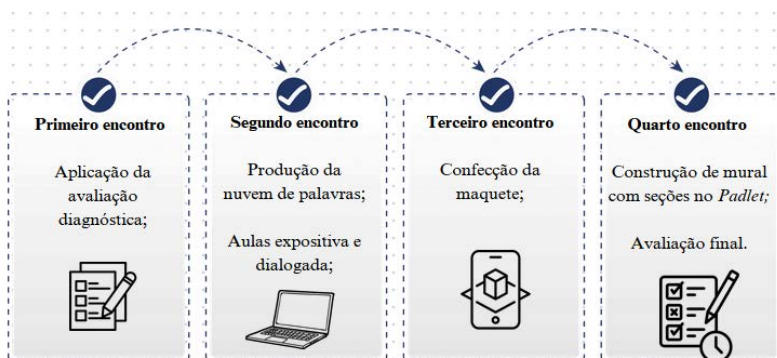 Primeiro encontro
Aplicação da
avaliação
diagnóstica;
Segundo encontro
Produção da
nuvem de palavras;
Aulas expositiva e
dialogada;
Terceiro encontro
Confecção da
maquete;
Quarto encontro
Construção de mural
com seções no Padlet;
Avaliação final.